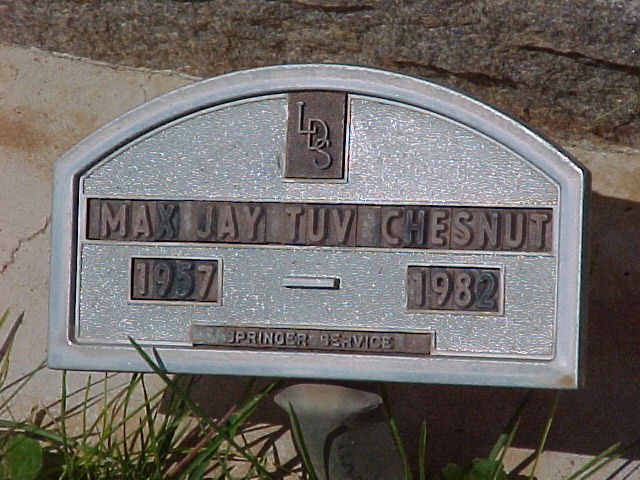 LDS
MAX JAY TUV CHESNUT
1957 - 1982
SPRINGER SERVICE